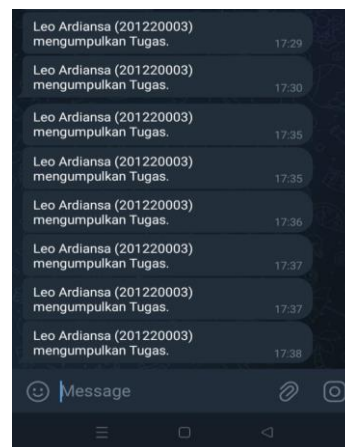 Leo Ardiansa (201220003)
mengumpulkan Tugas.
17:29
Leo Ardiansa (201220003)
mengumpulkan Tugas.
17:30
Leo Ardiansa (201220003)
mengumpulkan Tugas.
17:35
Leo Ardiansa (201220003)
mengumpulkan Tugas.
17:35
Leo Ardiansa (201220003)
mengumpulkan Tugas.
17:36
Leo Ardiansa (201220003)
mengumpulkan Tugas.
17:37
Leo Ardiansa (201220003)
mengumpulkan Tugas.
17:37
Leo Ardiansa (201220003)
mengumpulkan Tugas.
17:38
Message